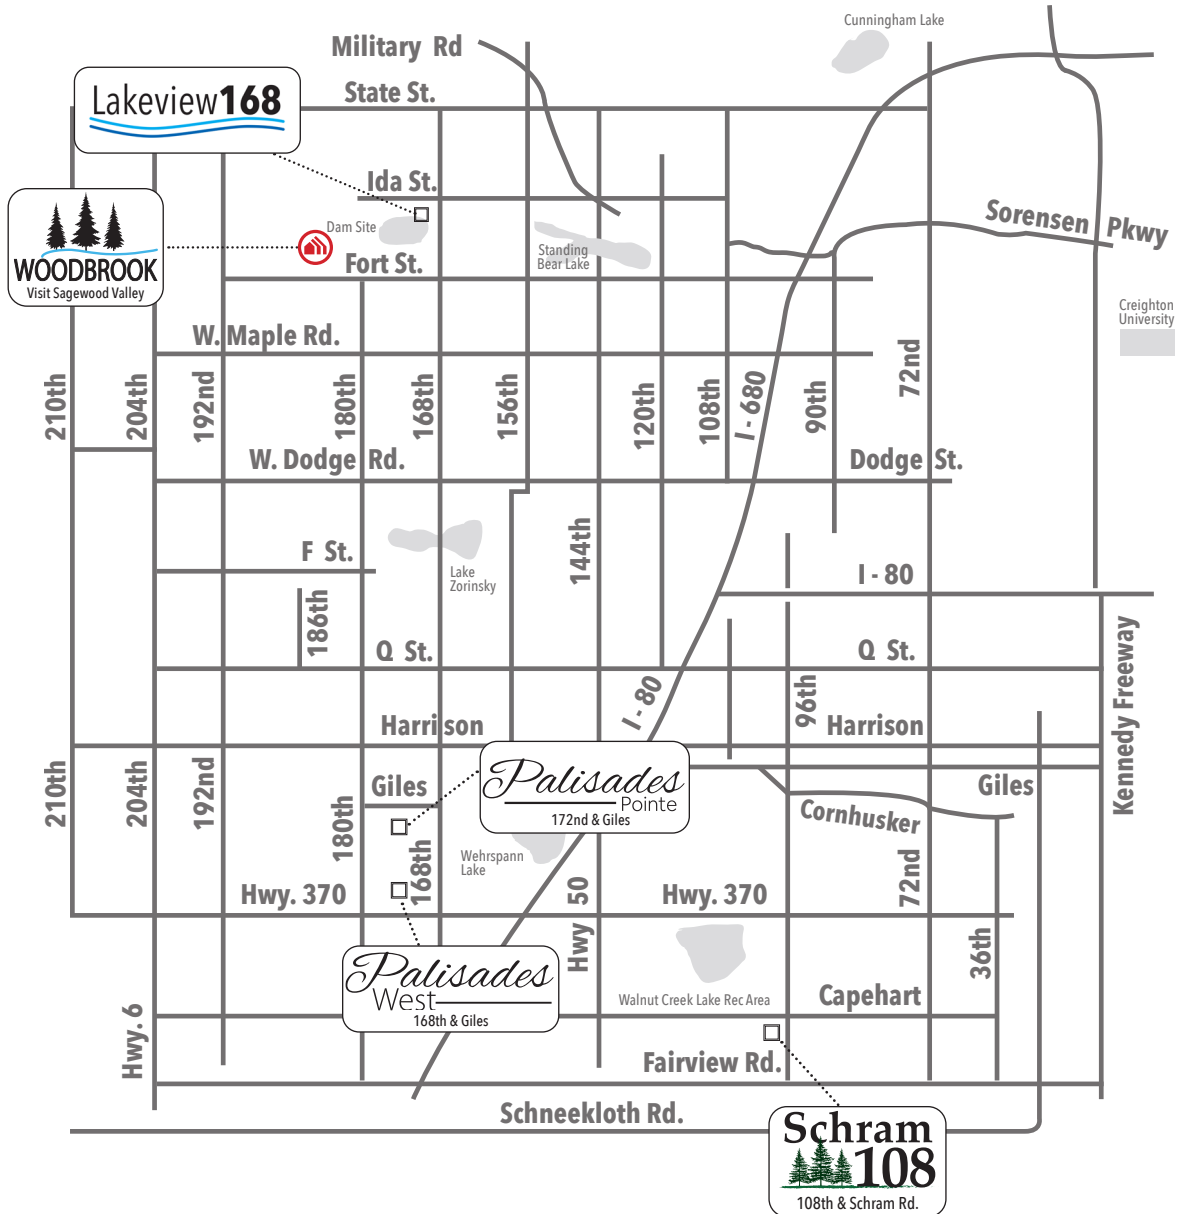 Cunningham Lake
Military Rd
State St.
Lakeview168
Ida St.
Dam Site
Sorensen Pkwy
Standing
Bear Lake
WOODBROOK
Visit Sagewood Valley
Fort St.
Creighton
University
W. Maple Rd.
210th
204th
192nd
180th
168th
156th
120th
108th
I - 680
90th
72nd
W. Dodge Rd.
Dodge St.
144th
F St.
Lake
Zorinsky
I - 80
186th
Q St.
Q St.
Kennedy Freeway
I - 80
96th
Harrison
Harrison
210th
204th
192nd
180th
Giles
Palisades
Pointe
172nd & Giles
Giles
Cornhusker
168th
Wehrspann
Lake
72nd
Hwy. 370
Hwy 50
Hwy. 370
36th
Palisades
West
168th & Giles
Walnut Creek Lake Rec Area
Capehart
Hwy. 6
Fairview Rd.
Schneekloth Rd.
Schram
108
108th & Schram Rd.